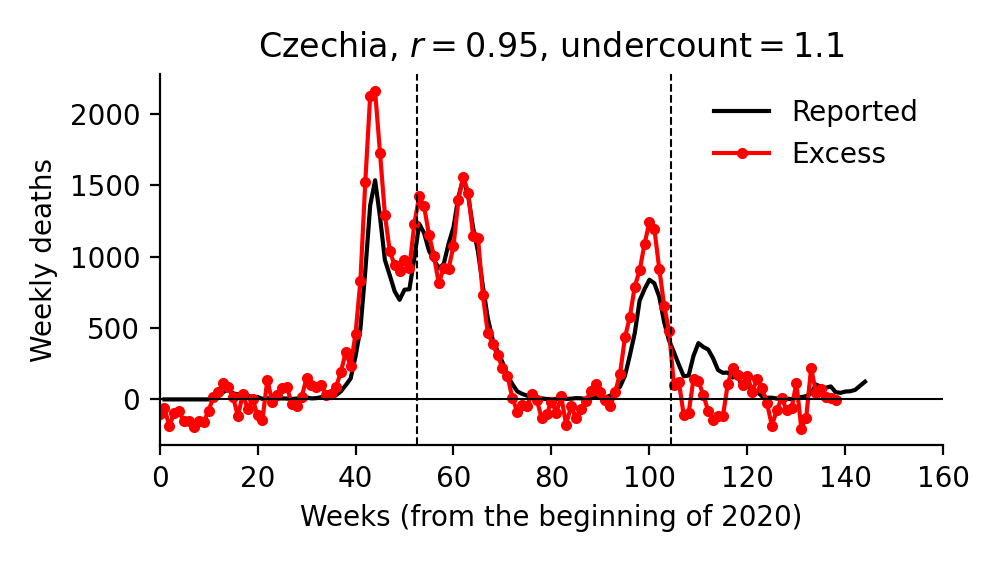 Czechia, r = 0.95, undercount = 1.1
Reported
Excess
Weekly deaths
2000
1500
1000
500
0
0 20 40 60 80 100 120 140 160
Weeks (from the beginning of 2020)